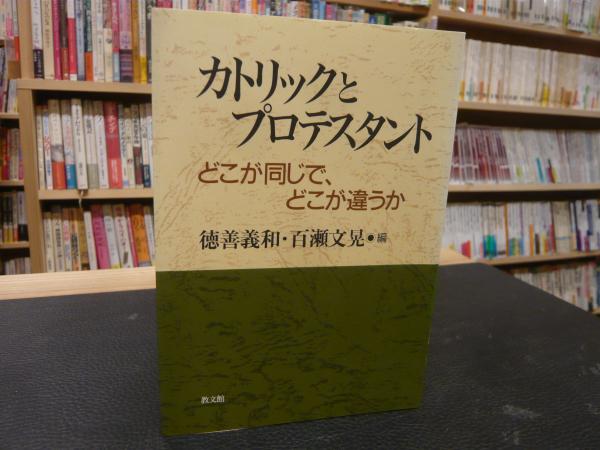 カトリックと
プロテスタント
どこが同じで、
どこが違うか
徳善義和・百瀬文晃●編
教文館